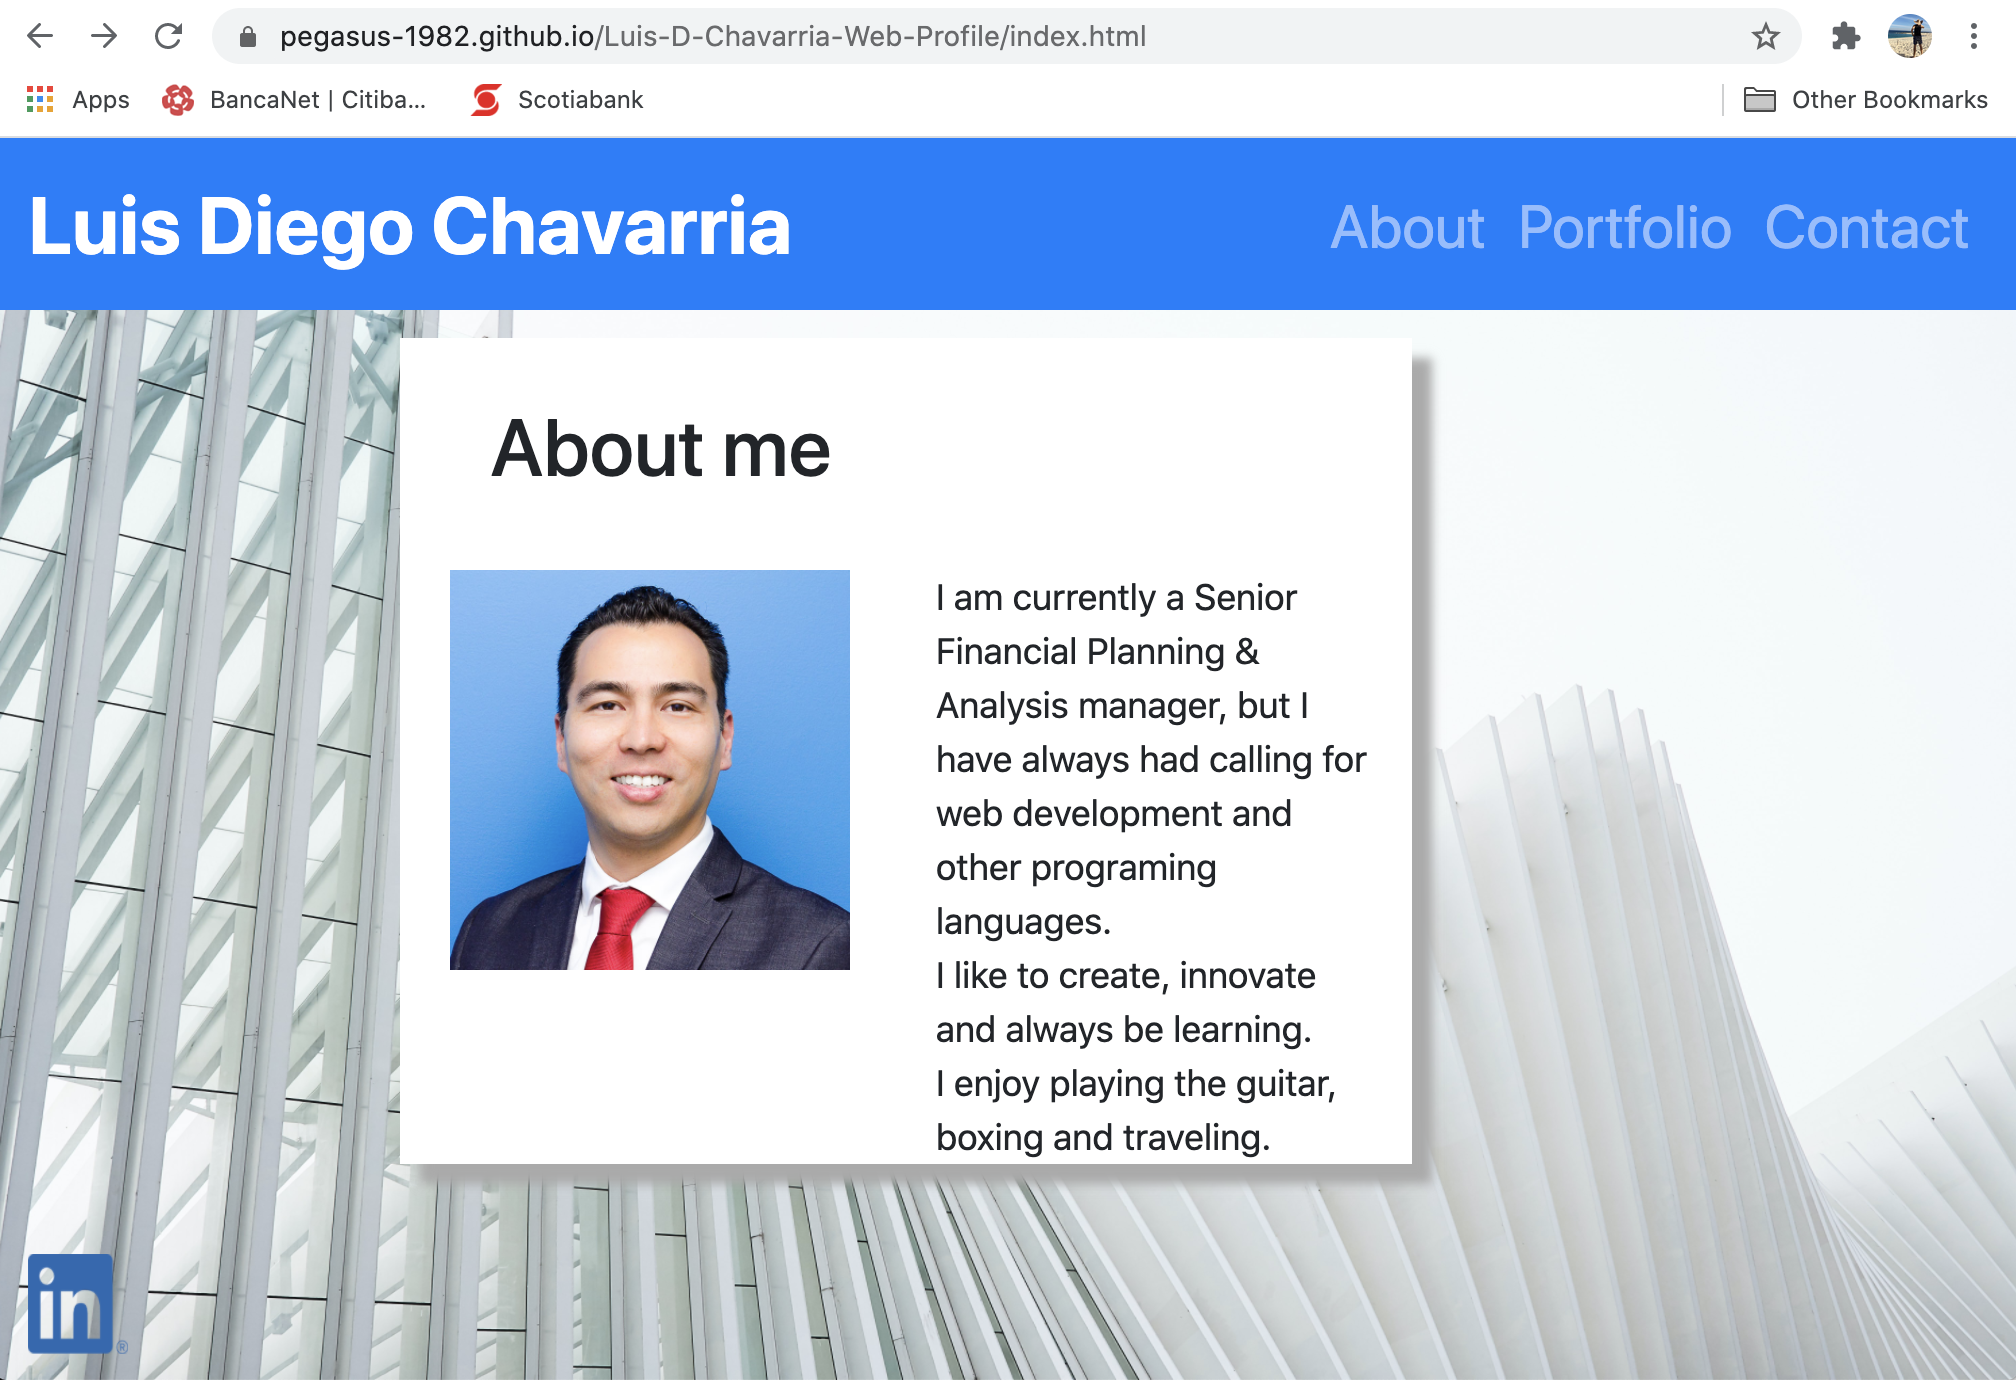 pegasus-1982.github.io/Luis-D-Chavarria-Web-Profile/index.html
Apps BancaNet | Citiba... Scotiabank Other Bookmarks
Luis Diego Chavarria About Portfolio Contact
About me
I am currently a Senior
Financial Planning &
Analysis manager, but I
have always had calling for
web development and
other programing
languages.
I like to create, innovate
and always be learning.
I enjoy playing the guitar,
boxing and traveling.
in®